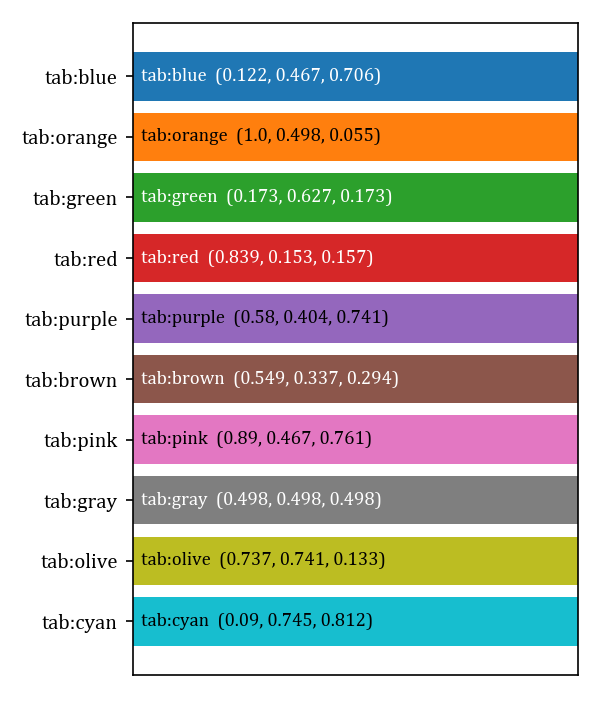 tab:blue tab:blue (0.122, 0.467, 0.706)
tab:orange tab:orange (1.0, 0.498, 0.055)
tab:green tab:green (0.173, 0.627, 0.173)
tab:red tab:red (0.839, 0.153, 0.157)
tab:purple tab:purple (0.58, 0.404, 0.741)
tab:brown tab:brown (0.549, 0.337, 0.294)
tab:pink tab:pink (0.89, 0.467, 0.761)
tab:gray tab:gray (0.498, 0.498, 0.498)
tab:olive tab:olive (0.737, 0.741, 0.133)
tab:cyan tab:cyan (0.09, 0.745, 0.812)